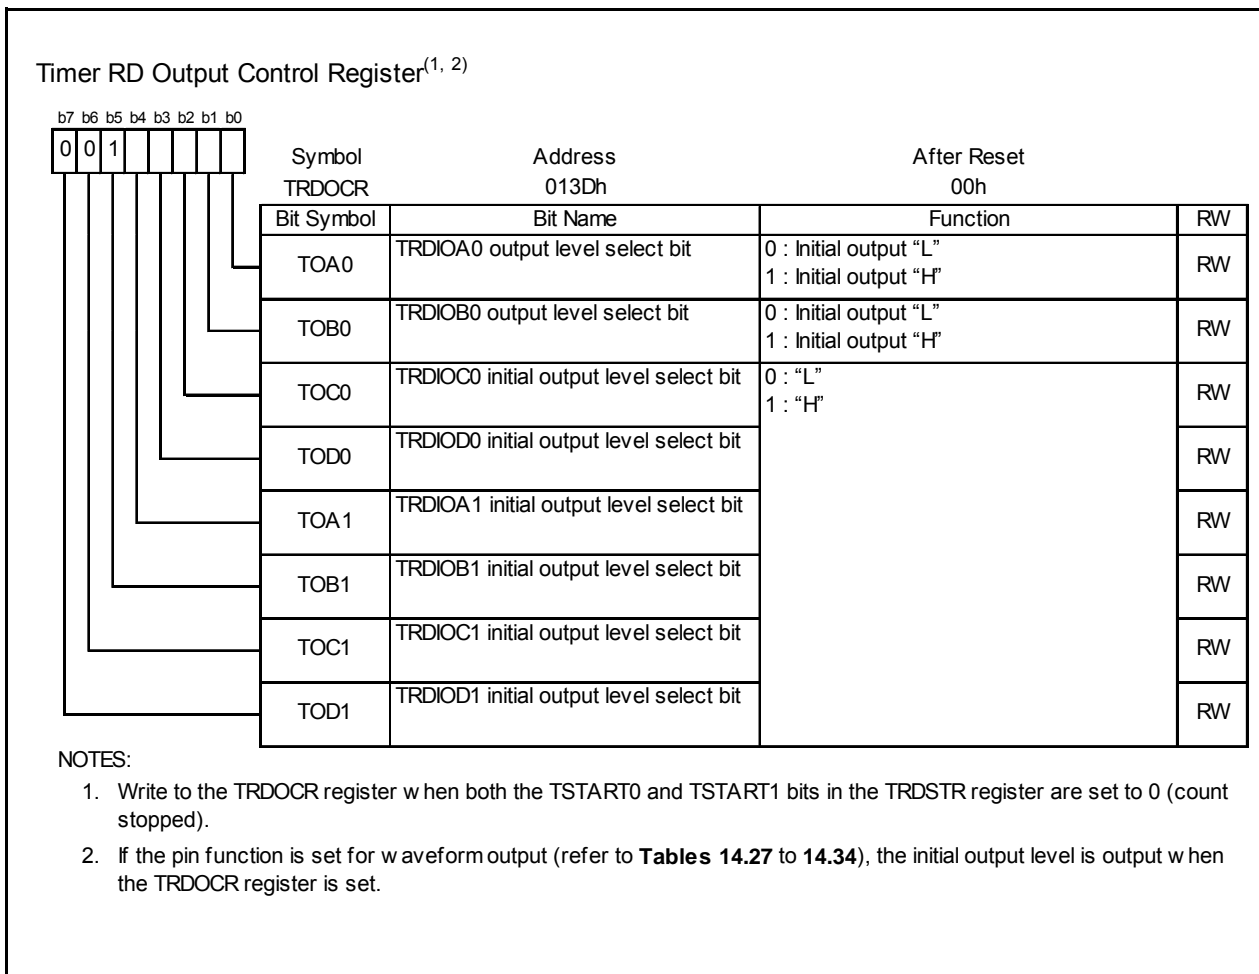 Timer RD Output Control Register(1, 2)
b7 b6 b5 b4 b3 b2 b1 b0
0 0 1
Symbol Address After Reset
TRDOCR 013Dh 00h
Bit Symbol Bit Name Function RW
TOA0 TRDIOA0 output level select bit 0 : Initial output “L” RW
1 : Initial output “H”
TOB0 TRDIOB0 output level select bit 0 : Initial output “L” RW
1 : Initial output “H”
TOC0 TRDIOC0 initial output level select bit 0 : “L” RW
1 : “H”
TOD0 TRDIOD0 initial output level select bit RW
TOA1 TRDIOA1 initial output level select bit RW
TOB1 TRDIOB1 initial output level select bit RW
TOC1 TRDIOC1 initial output level select bit RW
TOD1 TRDIOD1 initial output level select bit RW
NOTES:
1. Write to the TRDOCR register when both the TSTART0 and TSTART1 bits in the TRDSTR register are set to 0 (count
stopped).
2. If the pin function is set for waveform output (refer to Tables 14.27 to 14.34), the initial output level is output when
the TRDOCR register is set.